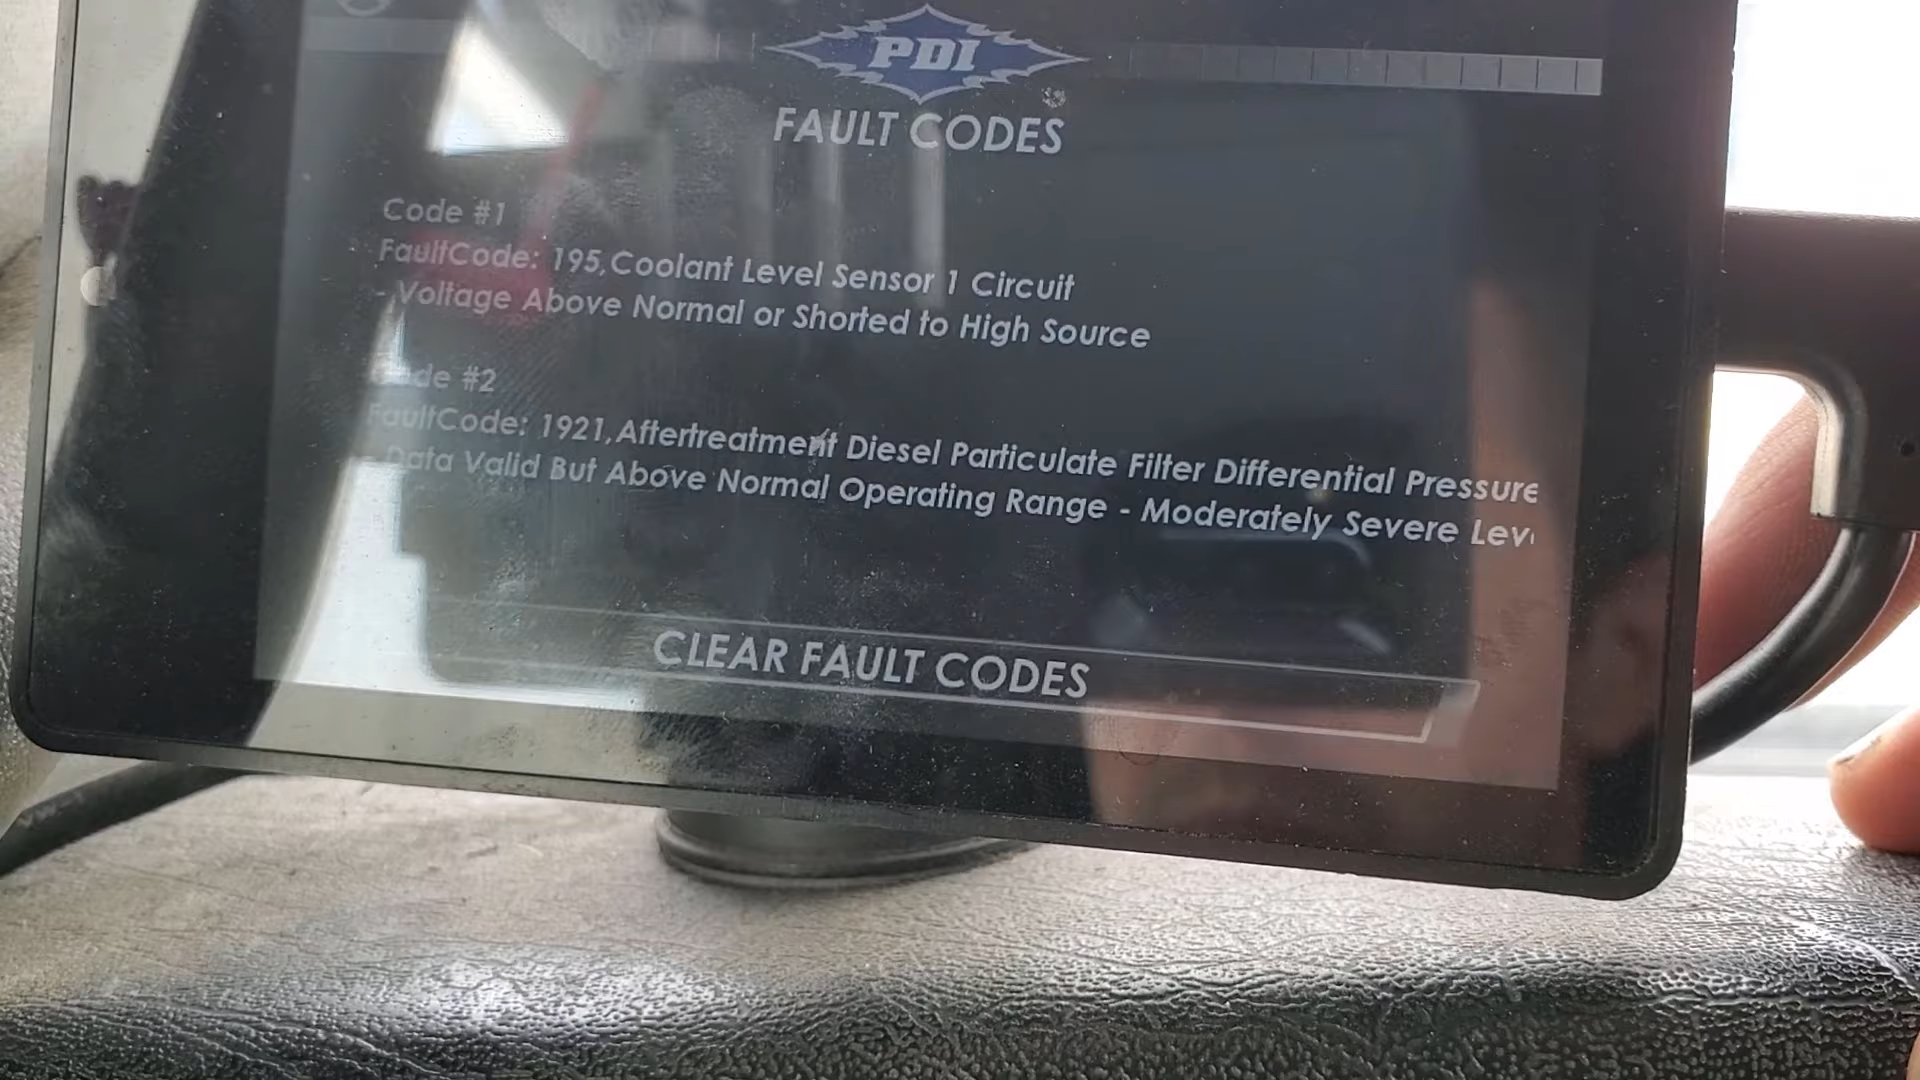 PDI
FAULT CODES
Code #1
FaultCode: 195,Coolant Level Sensor 1 Circuit
- Voltage Above Normal or Shorted to High Source
Code #2
FaultCode: 1921,Aftertreatment Diesel Particulate Filter Differential Pressure
- Data Valid But Above Normal Operating Range - Moderately Severe Lev
CLEAR FAULT CODES